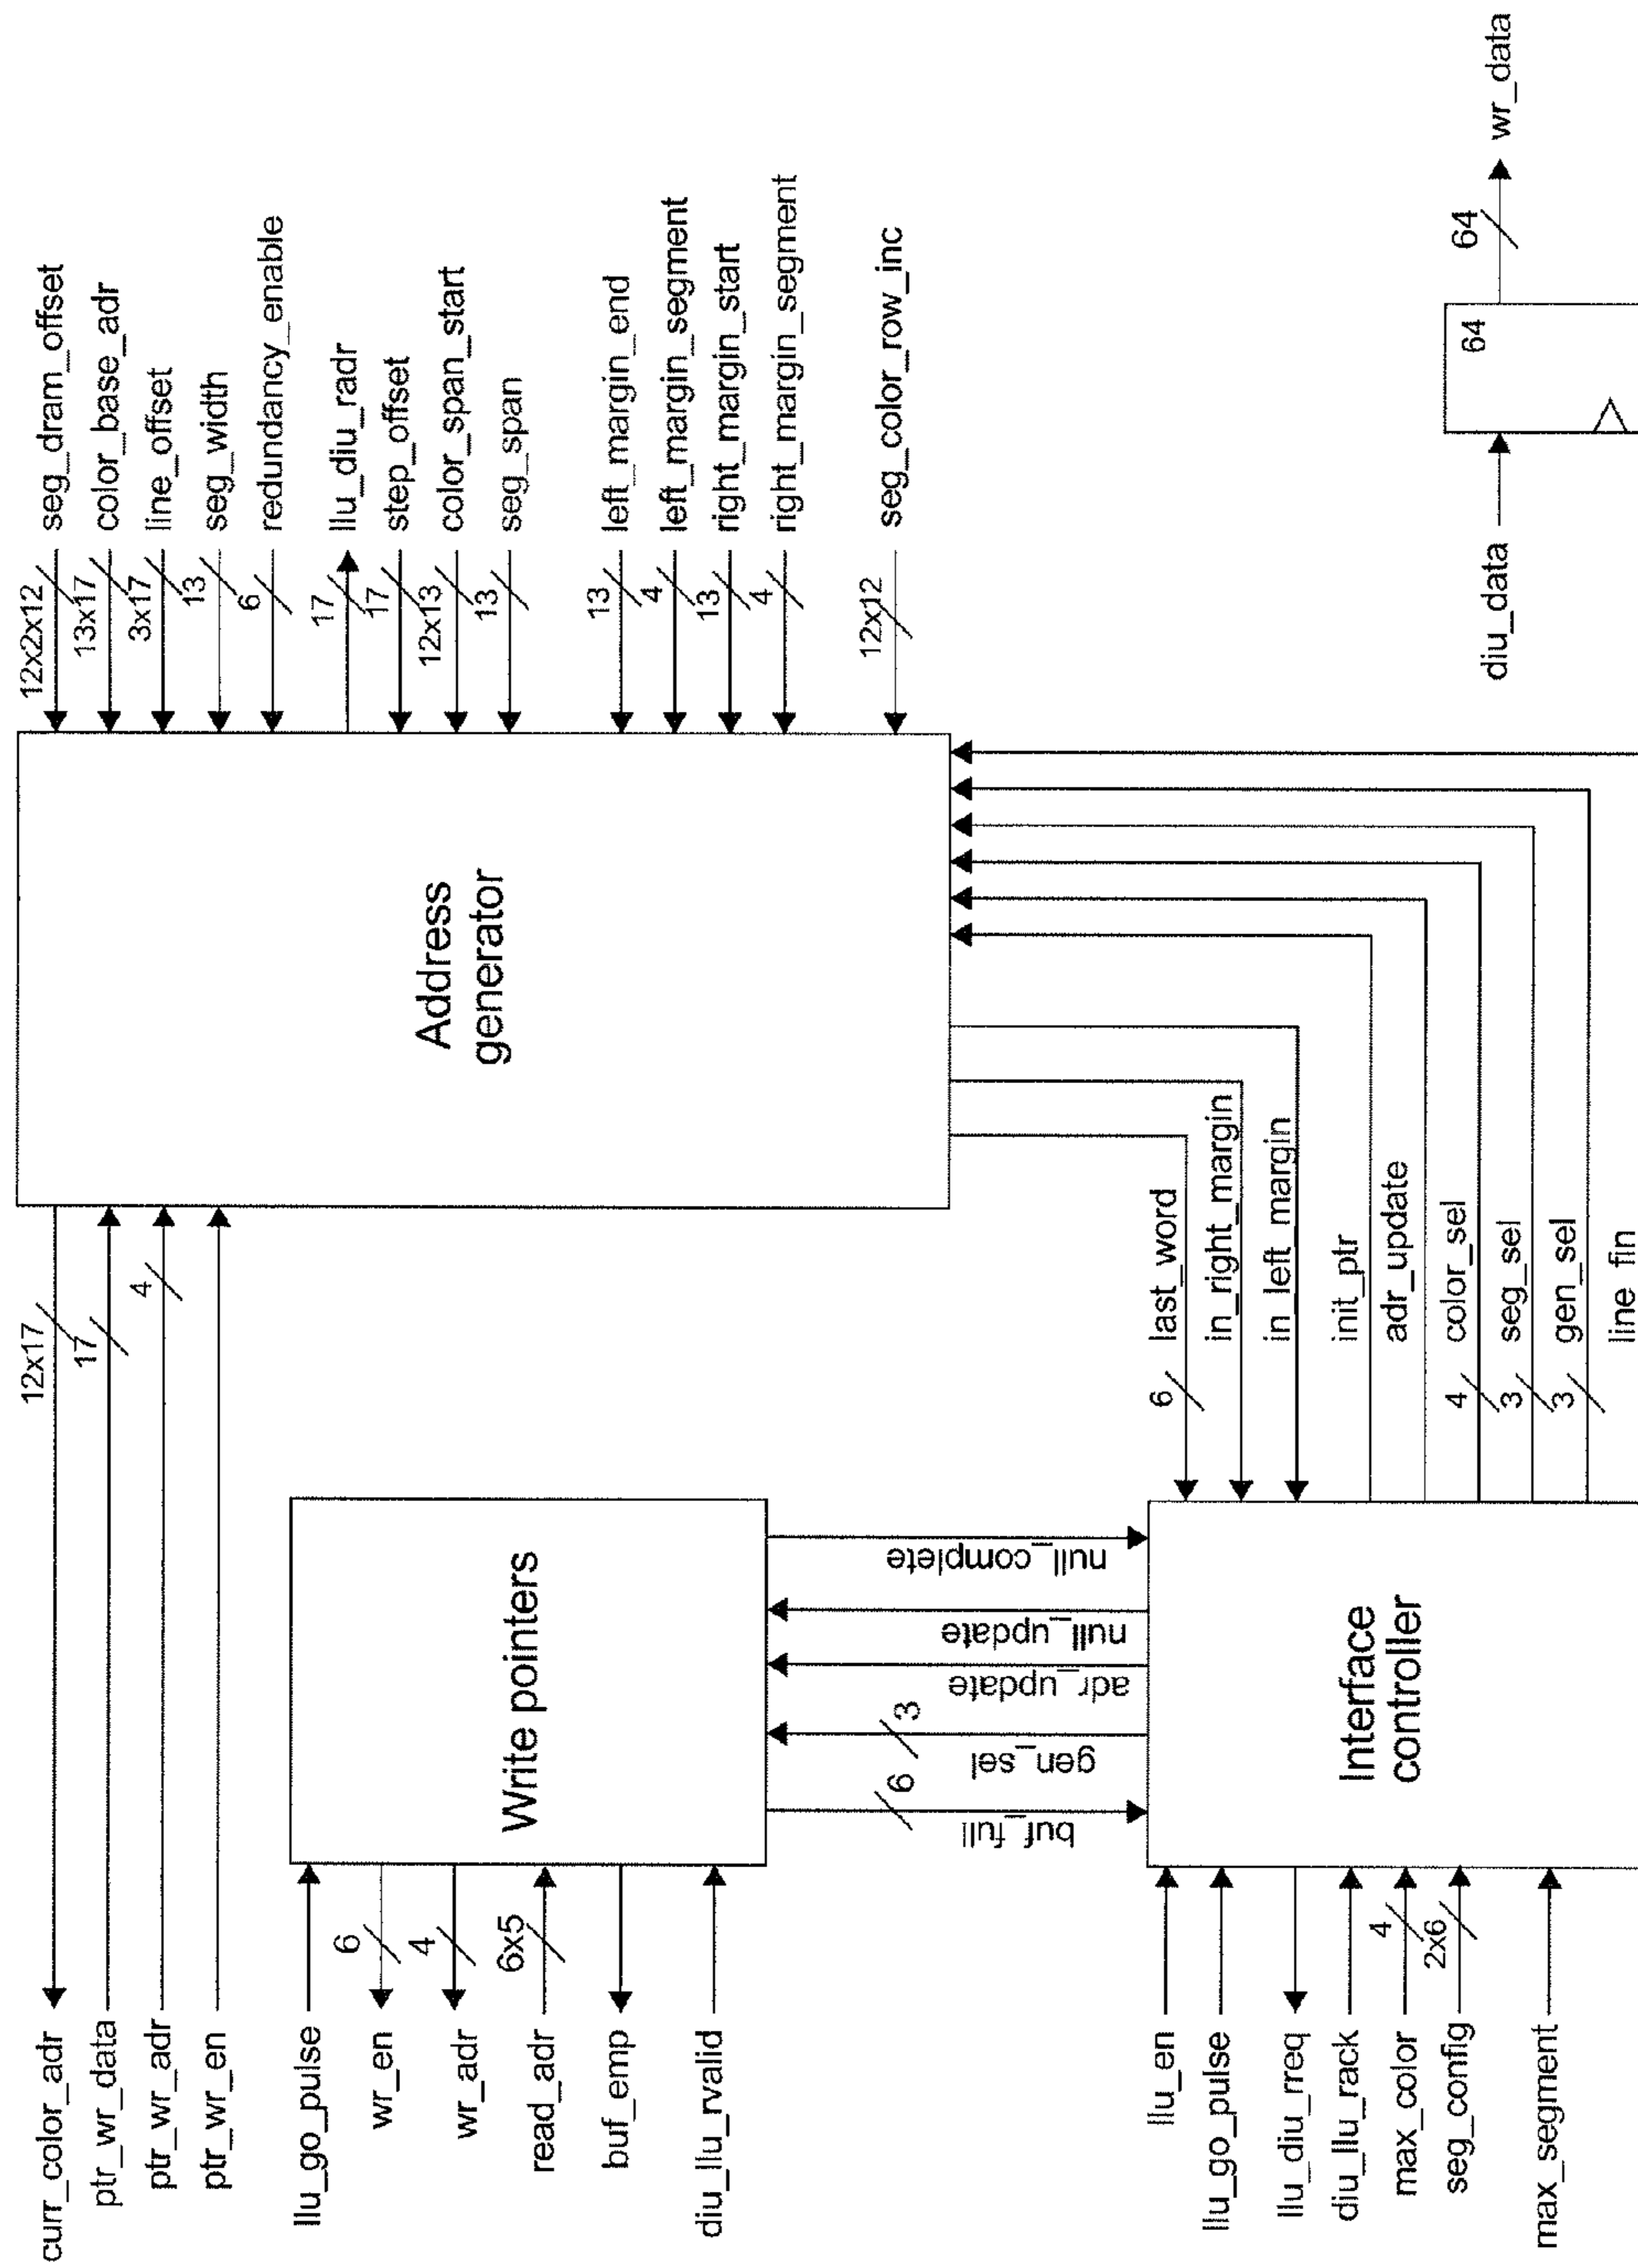 curr_color_adr
12x17
ptr_wr_data
17
ptr_wr_adr
4
ptr_wr_en
llu_go_pulse
wr_en
6
wr_adr
4
read_adr
6x5
buf_emp
diu_llu_rvalid
Write pointers
buf_full
6
gen_sel
3
adr_update
null_update
null_complete
llu_en
llu_go_pulse
llu_diu_rreq
diu_llu_rack
max_color
4
seg_config
2x6
max_segment
Interface
controller
6
last_word
in_right_margin
in_left_margin
init_ptr
adr_update
4
color_sel
3
seg_sel
3
gen_sel
line_fin
Address
generator
12x2x12
seg_dram_offset
13x17
color_base_adr
3x17
line_offset
13
seg_width
6
redundancy_enable
17
llu_diu_radr
17
step_offset
12x13
color_span_start
13
seg_span
13
left_margin_end
4
left_margin_segment
13
right_margin_start
4
right_margin_segment
12x12
seg_color_row_inc
diu_data
64
64
wr_data